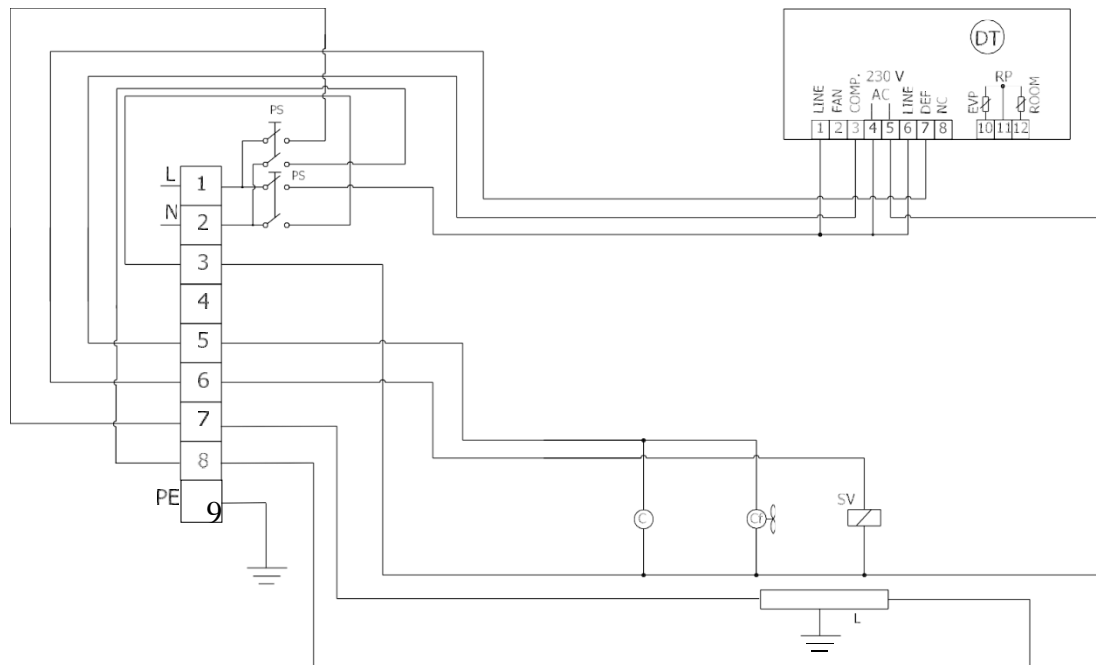 DT
230 V
AC
RP
LINE
FAN
COMP.
LINE
DEF
NC
EVP
ROOM
1 2 3 4 5 6 7 8 10 11 12
PS
PS
L 1
N 2
3
4
5
6
7
8
PE 9
C
Cf
SV
L